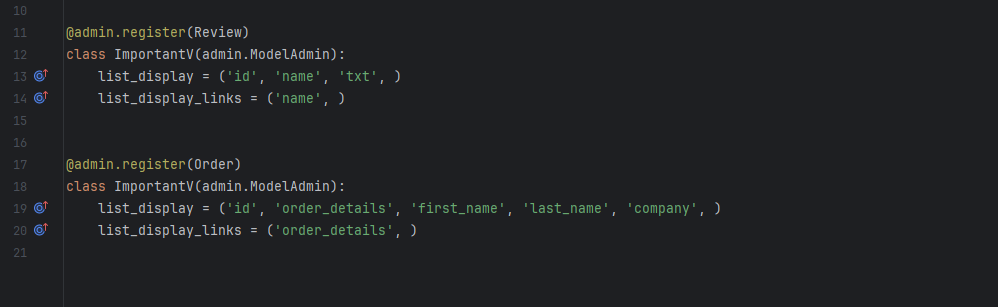 10
11 @admin.register(Review)
12 class ImportantV(admin.ModelAdmin):
13     list_display = ('id', 'name', 'txt', )
14     list_display_links = ('name', )
15
16
17 @admin.register(Order)
18 class ImportantV(admin.ModelAdmin):
19     list_display = ('id', 'order_details', 'first_name', 'last_name', 'company', )
20     list_display_links = ('order_details', )
21